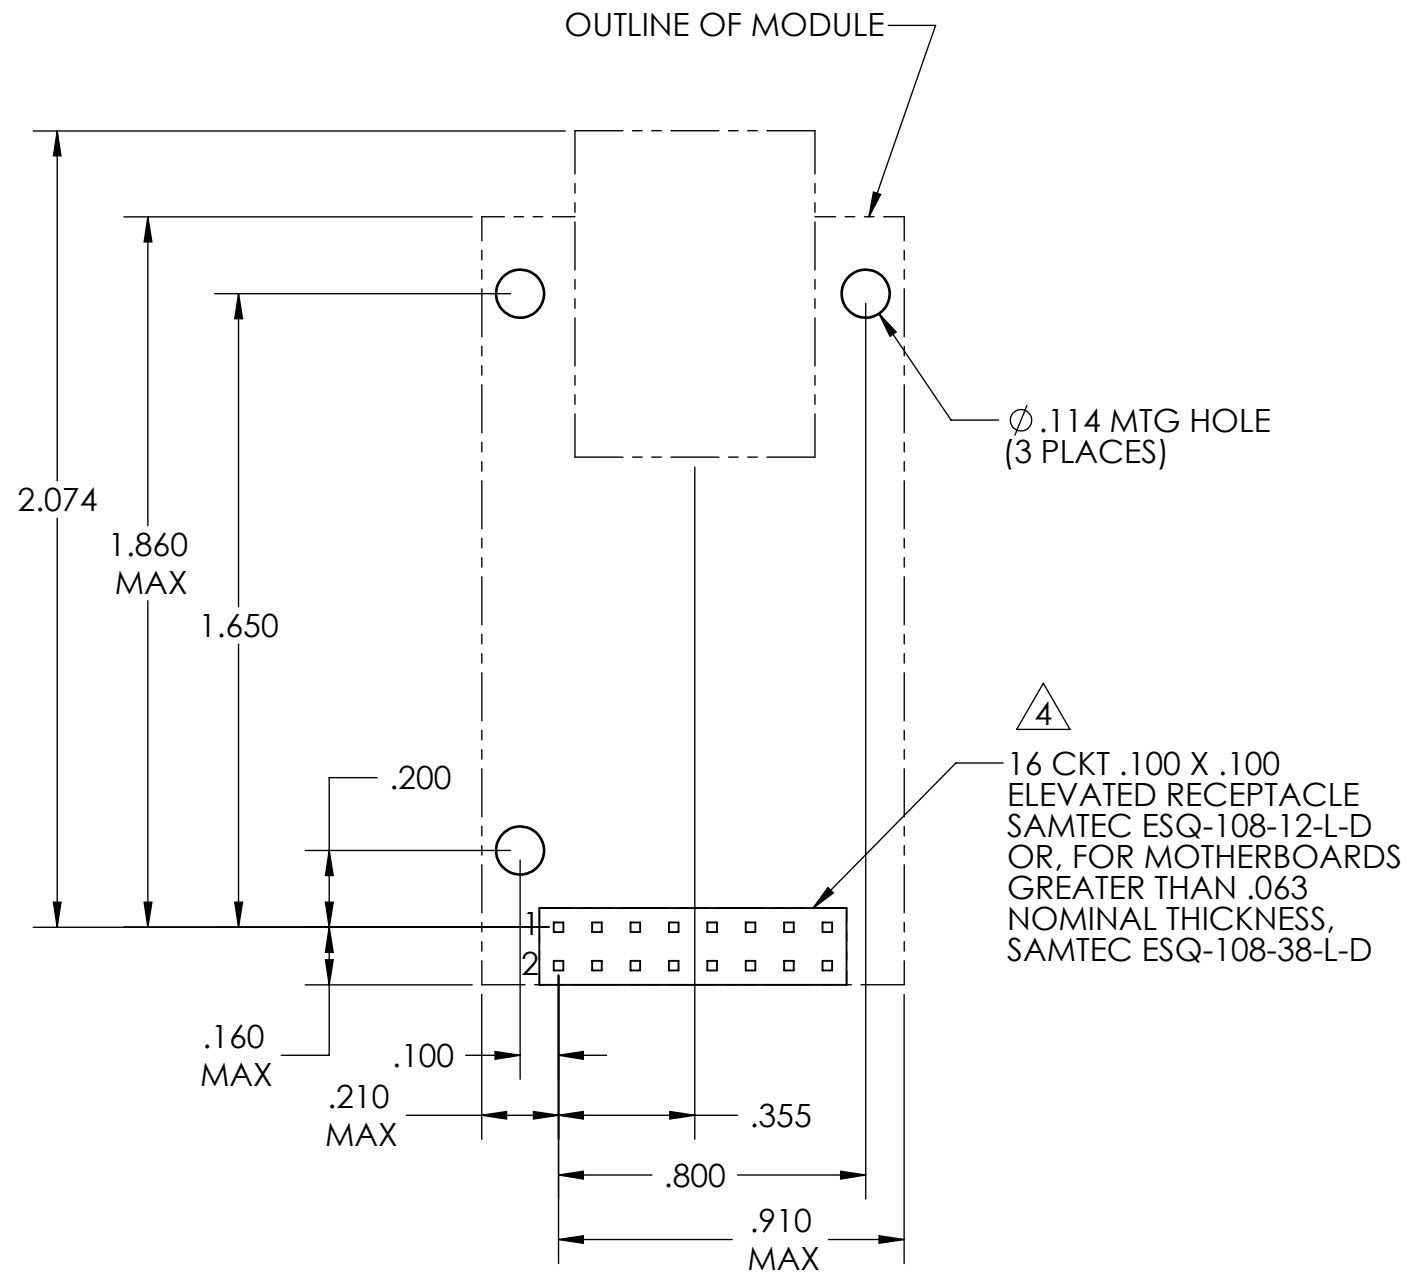 OUTLINE OF MODULE
⌀ .114 MTG HOLE
(3 PLACES)
2.074
1.860
MAX
1.650
4
.200
16 CKT .100 X .100
ELEVATED RECEPTACLE
SAMTEC ESQ-108-12-L-D
OR, FOR MOTHERBOARDS
GREATER THAN .063
NOMINAL THICKNESS,
SAMTEC ESQ-108-38-L-D
1
2
.160
MAX
.100
.210
MAX
.355
.800
.910
MAX